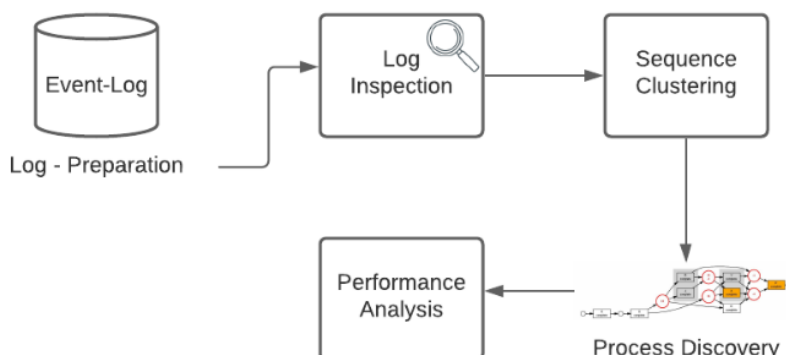 Event-Log
Log - Preparation
Log
Inspection
Sequence
Clustering
Performance
Analysis
Process Discovery